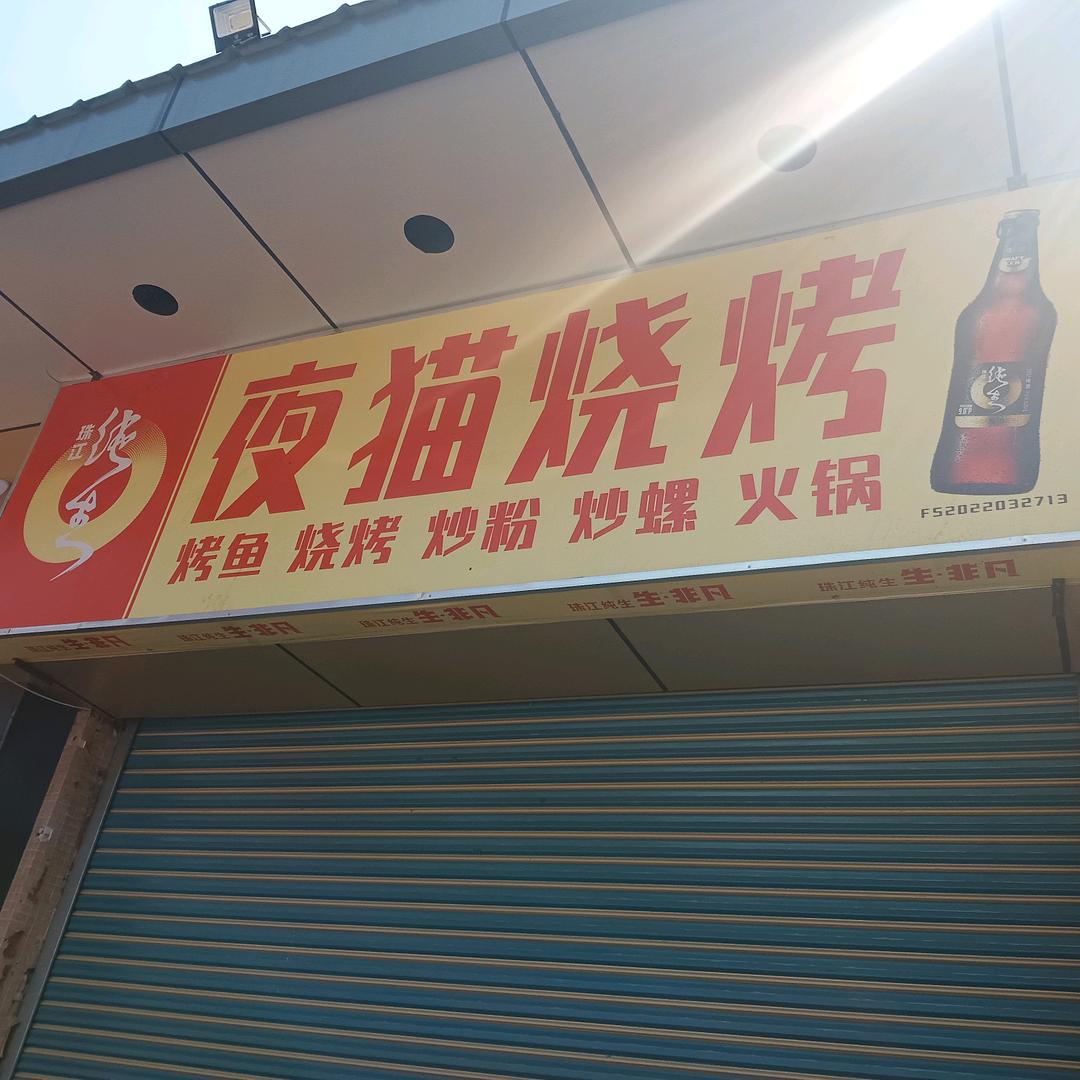 珠江
纯生
夜猫烧烤
烤鱼 烧烤 炒粉 炒螺 火锅
纯生
FS2022032713
珠江纯生 生·非凡 珠江纯生 生·非凡 珠江纯生 生·非凡 珠江纯生 生·非凡 珠江纯生 生·非凡